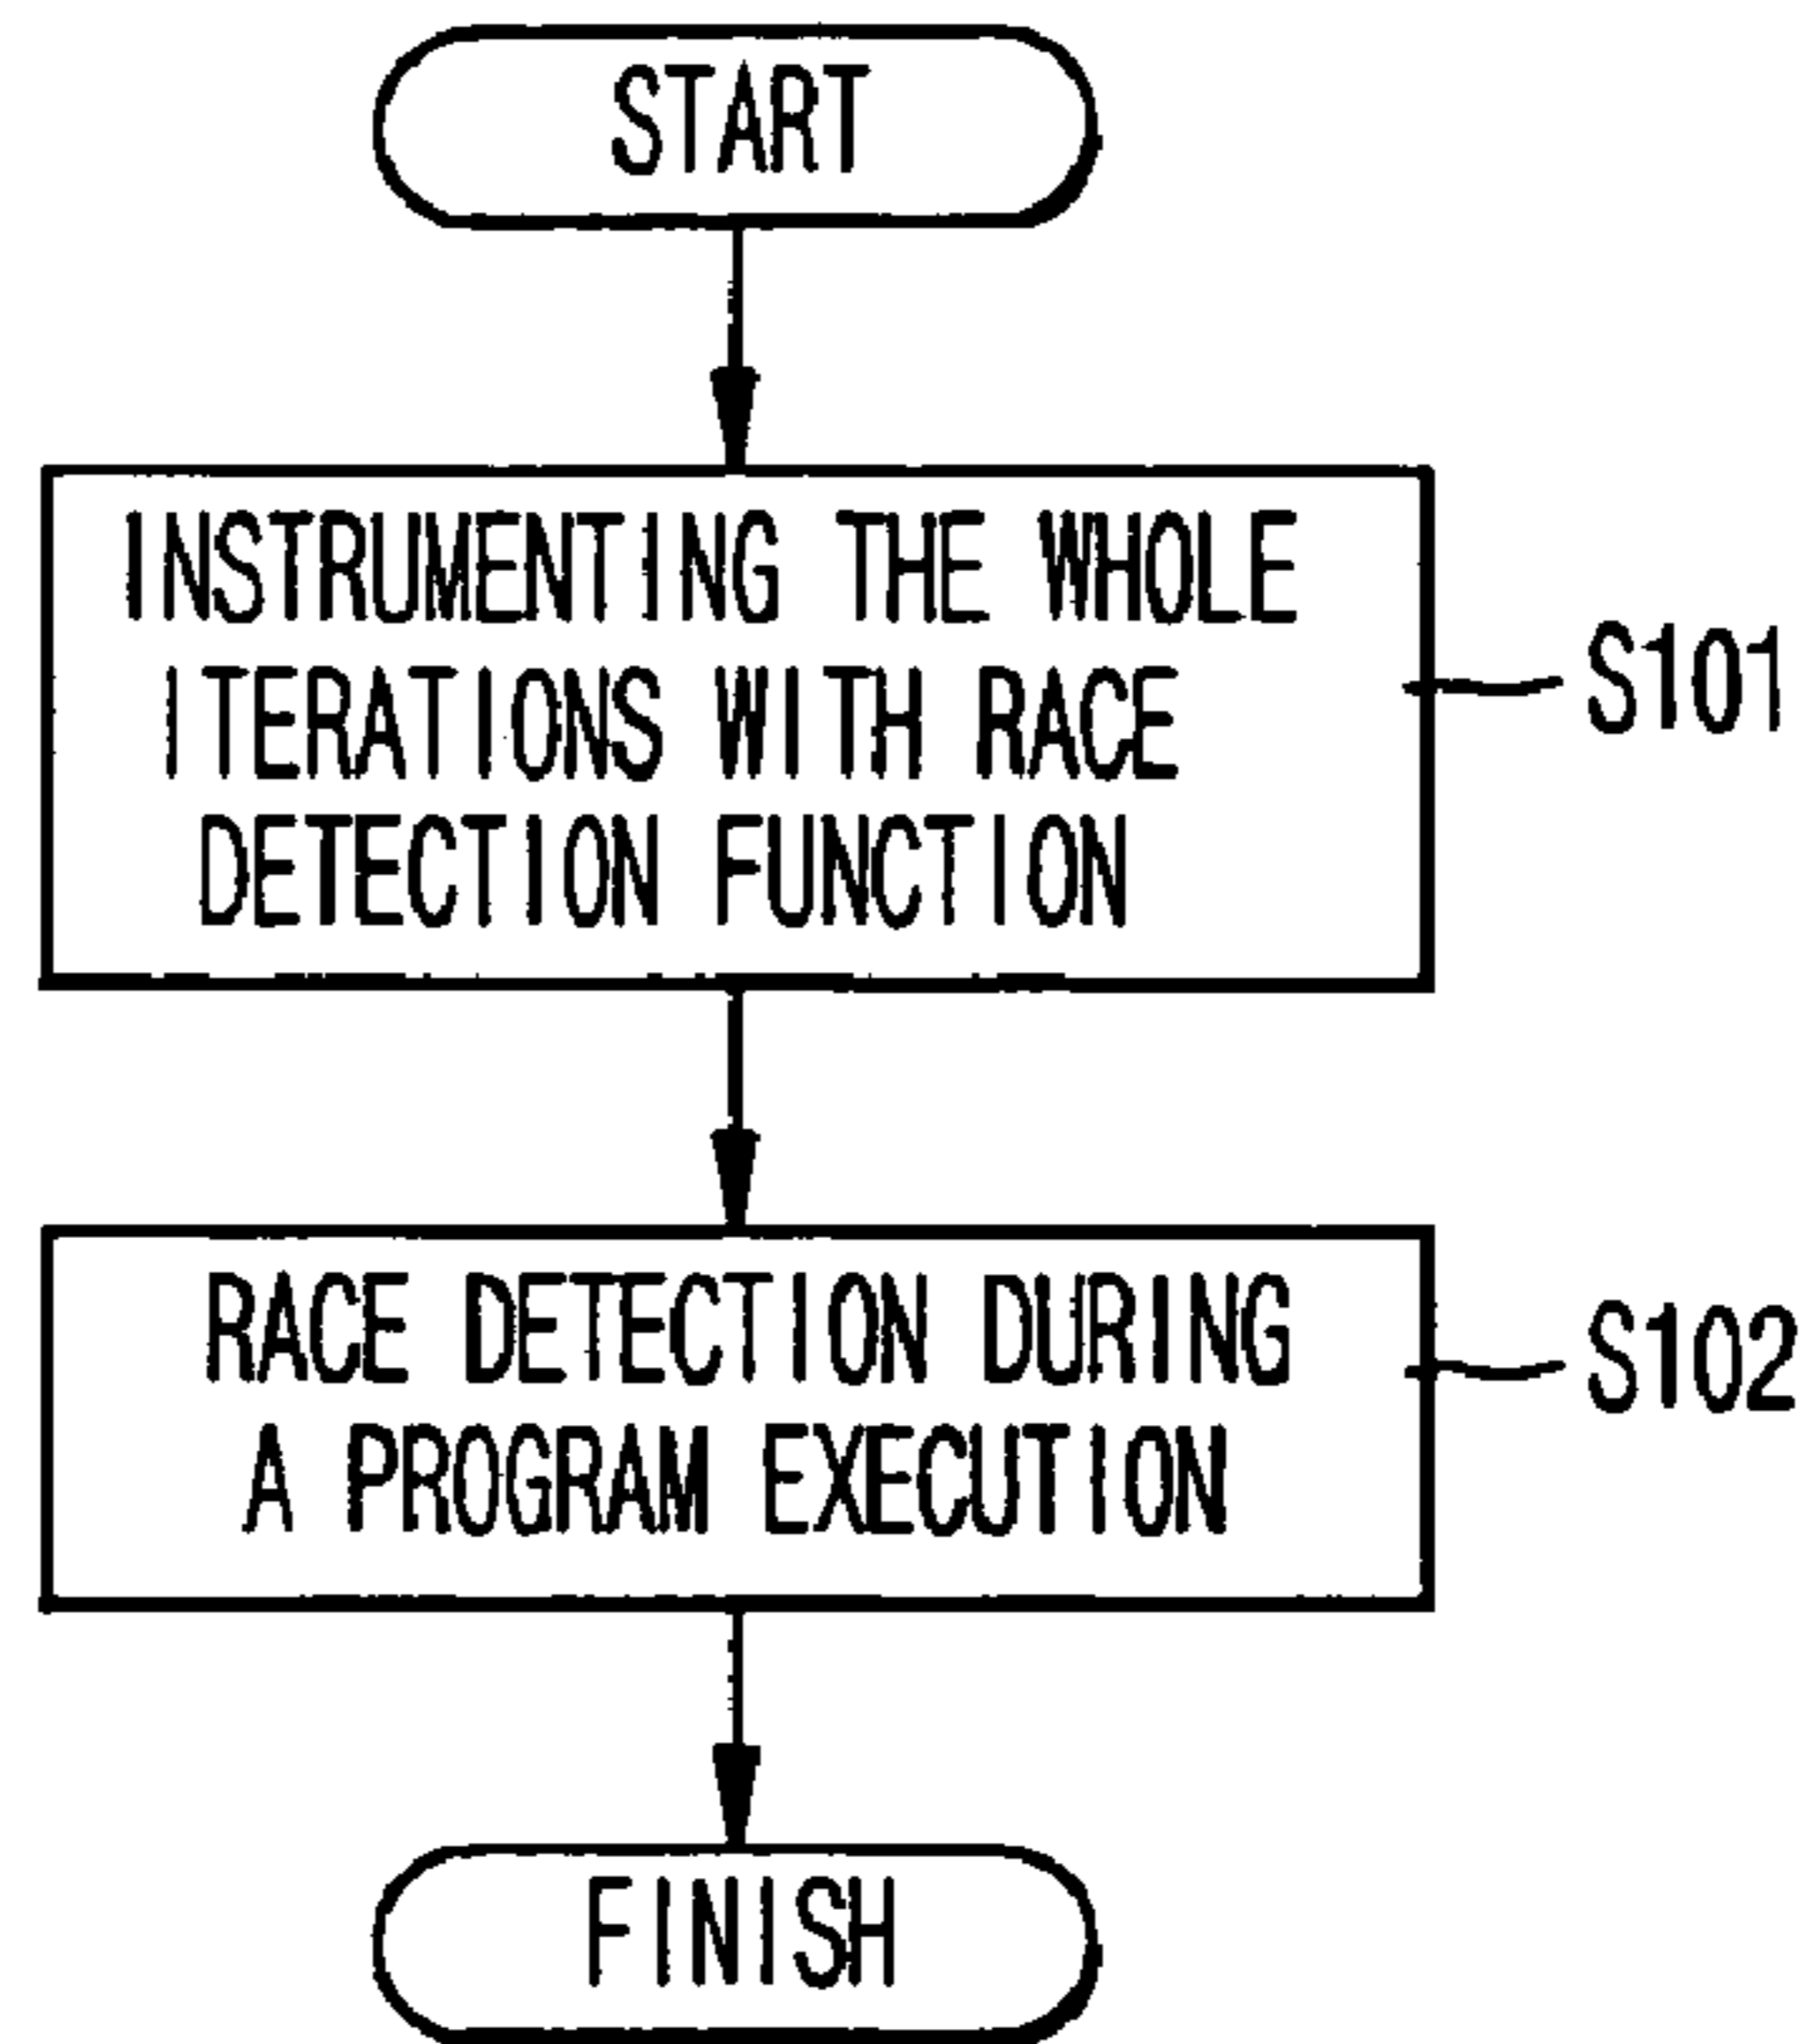 START
INSTRUMENTING THE WHOLE
ITERATIONS WITH RACE
DETECTION FUNCTION
S101
RACE DETECTION DURING
A PROGRAM EXECUTION
S102
FINISH